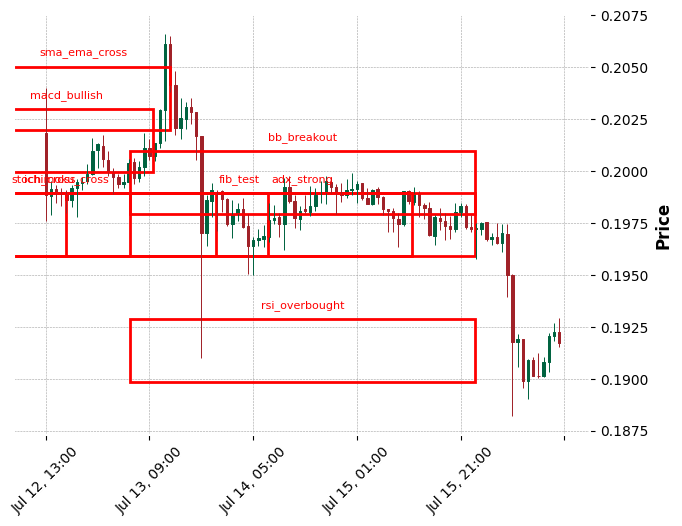 sma_ema_cross
macd_bullish
bb_breakout
fib_test
adx_strong
rsi_overbought
0.2075
0.2050
0.2025
0.2000
0.1975
0.1950
0.1925
0.1900
0.1875
Price
Jul 12, 13:00
Jul 13, 09:00
Jul 14, 05:00
Jul 15, 01:00
Jul 15, 21:00